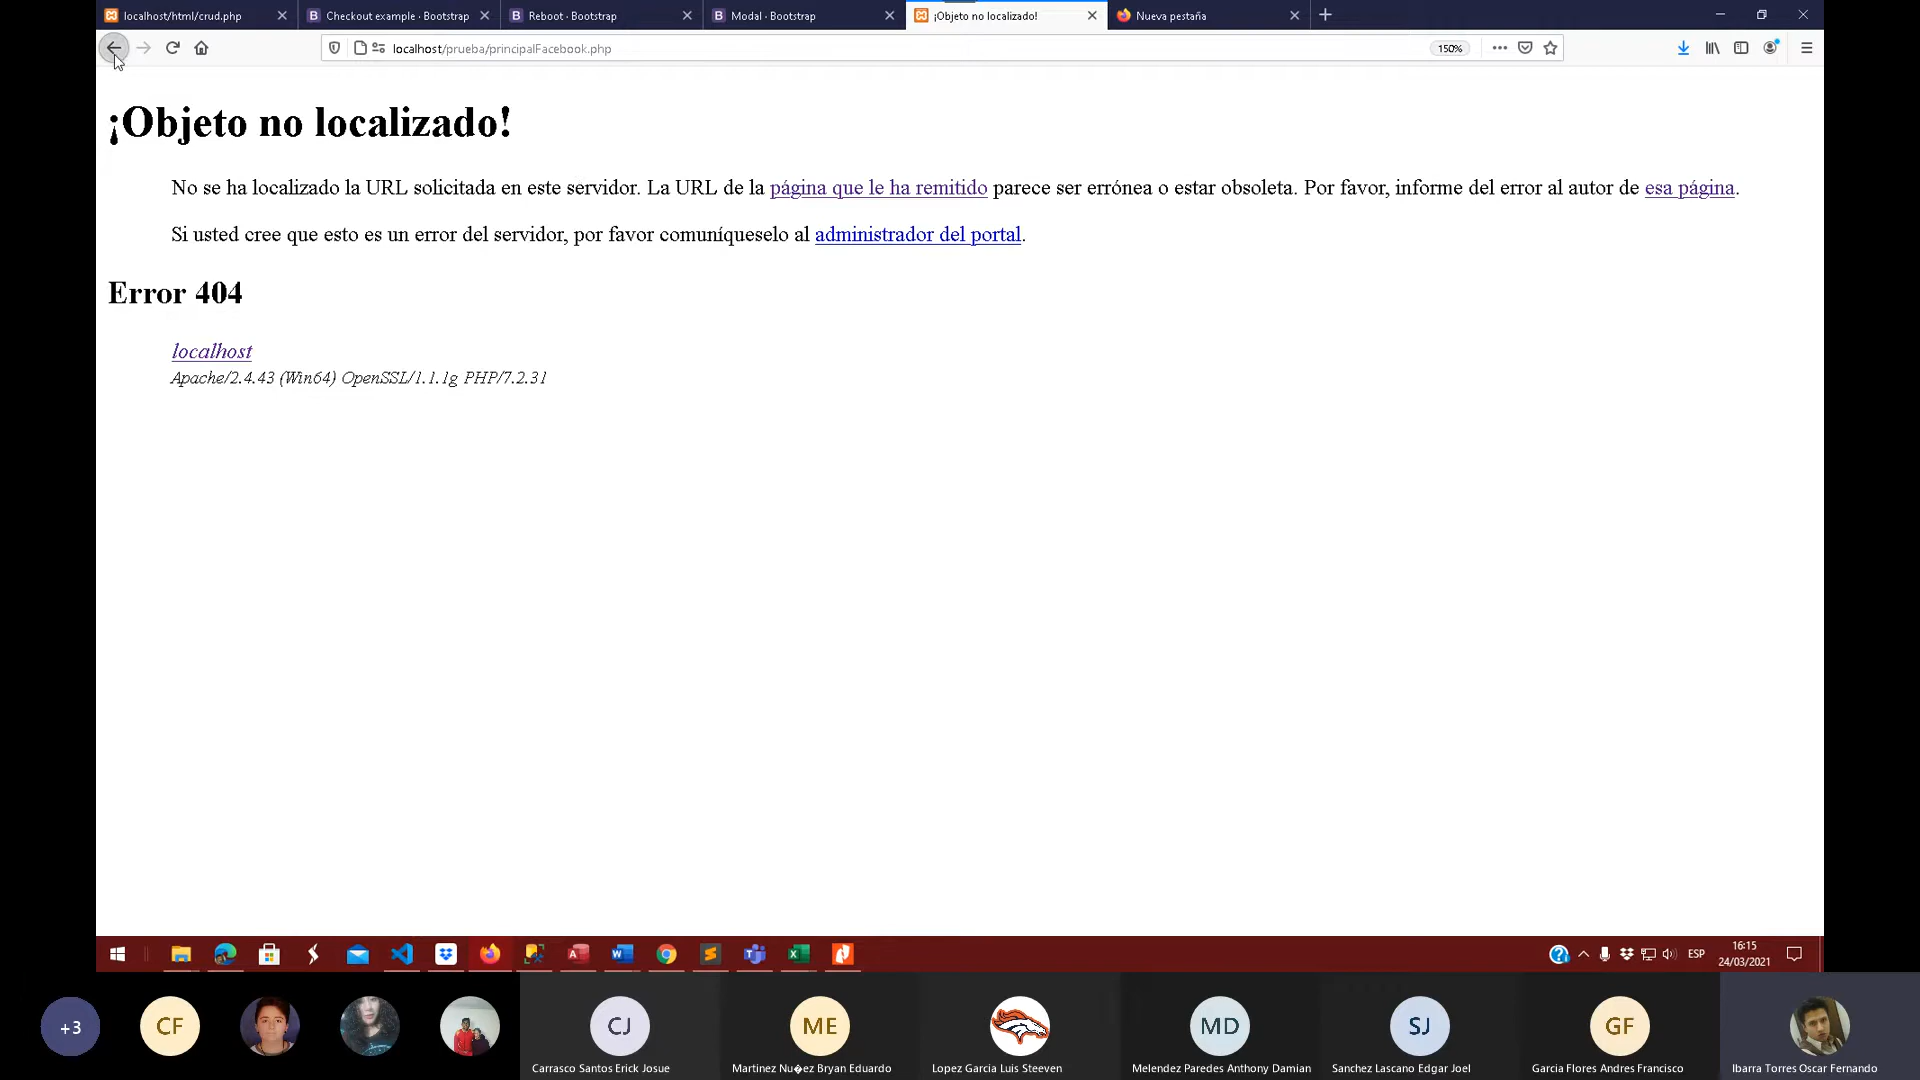 localhost/html/crud.php
Checkout example · Bootstrap
Reboot · Bootstrap
Modal · Bootstrap
¡Objeto no localizado!
Nueva pestaña
localhost/prueba/principalFacebook.php
150%
¡Objeto no localizado!
No se ha localizado la URL solicitada en este servidor. La URL de la página que le ha remitido parece ser errónea o estar obsoleta. Por favor, informe del error al autor de esa página.
Si usted cree que esto es un error del servidor, por favor comuníqueselo al administrador del portal.
Error 404
localhost
Apache/2.4.43 (Win64) OpenSSL/1.1.1g PHP/7.2.31
ESP
16:15
24/03/2021
+3
CF
CJ
ME
MD
SJ
GF
Carrasco Santos Erick Josue
Martinez Nu�ez Bryan Eduardo
Lopez Garcia Luis Steeven
Melendez Paredes Anthony Damian
Sanchez Lascano Edgar Joel
Garcia Flores Andres Francisco
Ibarra Torres Oscar Fernando